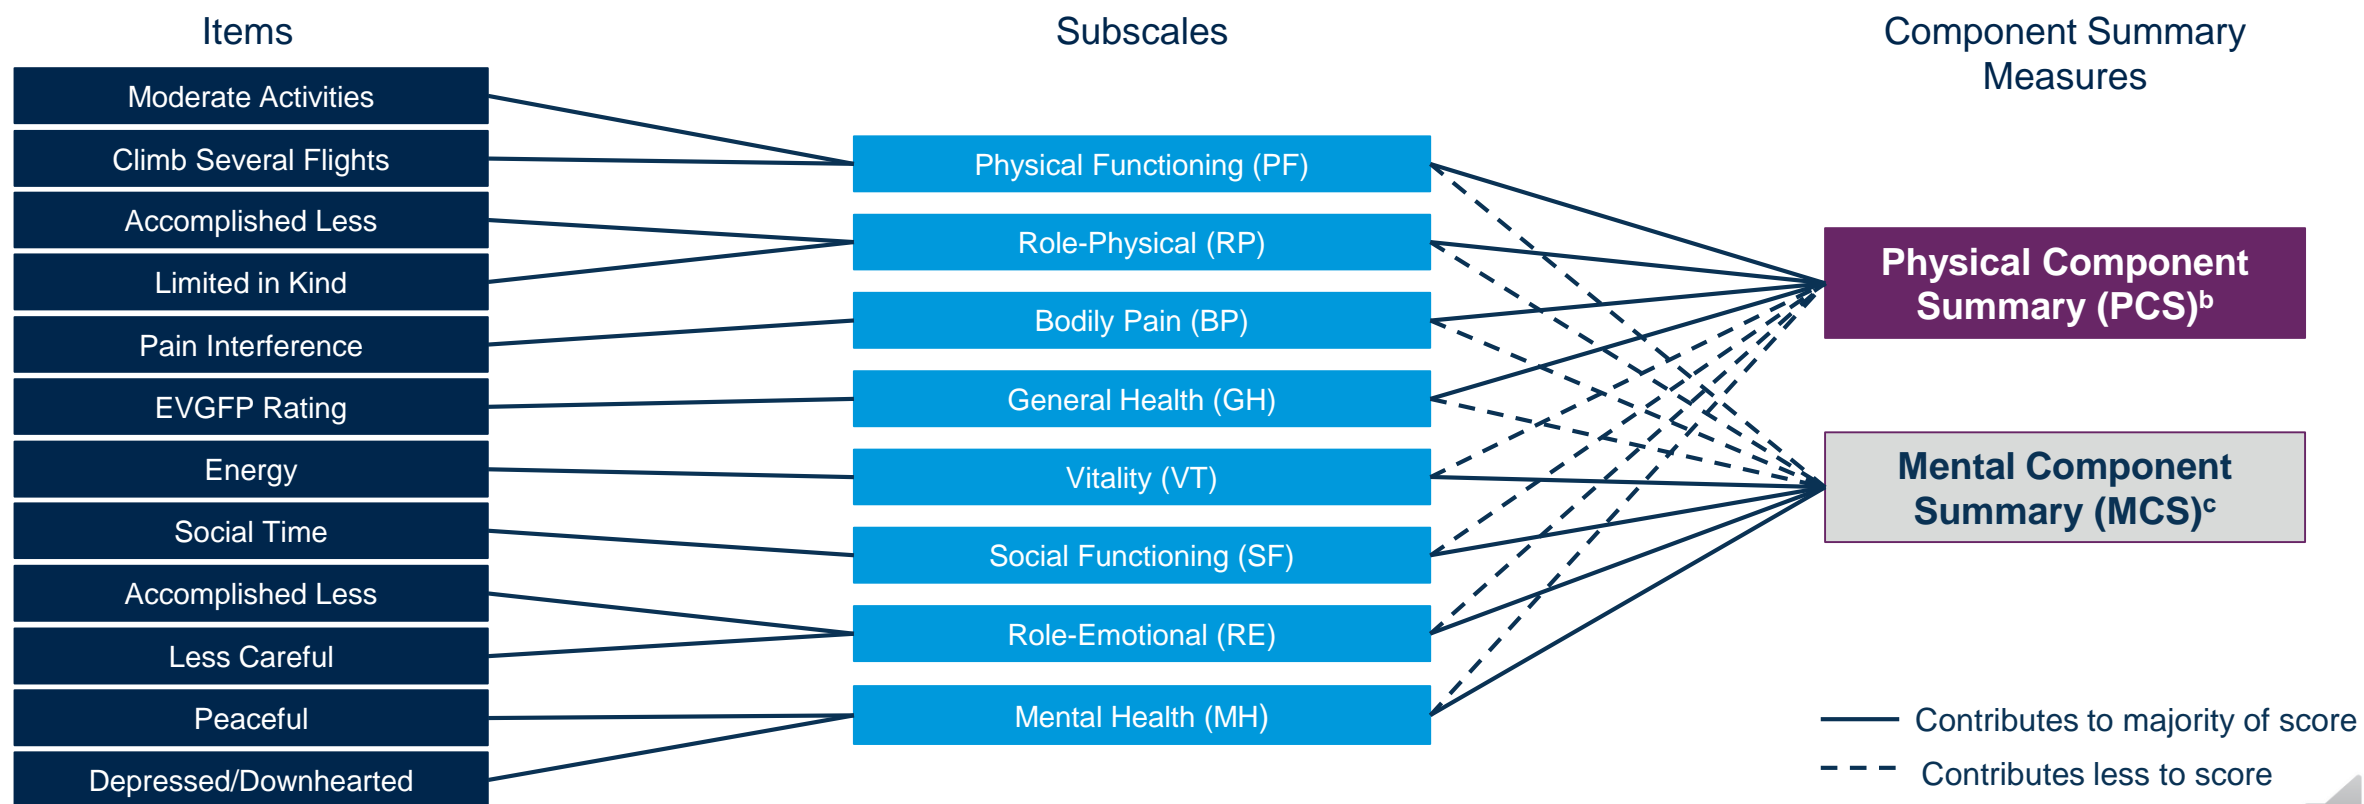 Items
Subscales
Component Summary
Measures
Moderate Activities
Climb Several Flights
Accomplished Less
Limited in Kind
Pain Interference
EVGFP Rating
Energy
Social Time
Accomplished Less
Less Careful
Peaceful
Depressed/Downhearted
Physical Functioning (PF)
Role-Physical (RP)
Bodily Pain (BP)
General Health (GH)
Vitality (VT)
Social Functioning (SF)
Role-Emotional (RE)
Mental Health (MH)
Physical Component
Summary (PCS)ᵇ
Mental Component
Summary (MCS)ᶜ
Contributes to majority of score
Contributes less to score